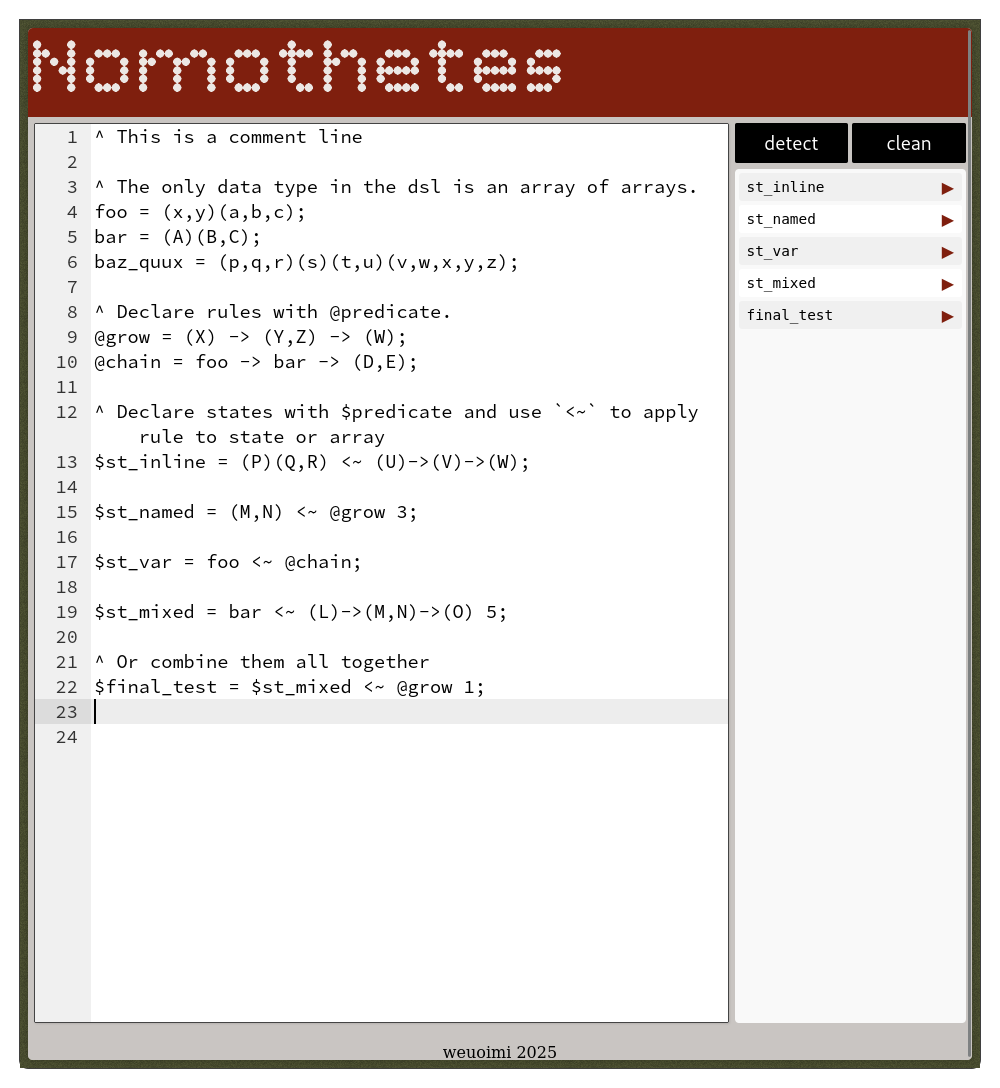 Nomothetes
detect clean
1 ^ This is a comment line
2
3 ^ The only data type in the dsl is an array of arrays.
4 foo = (x,y)(a,b,c);
5 bar = (A)(B,C);
6 baz_quux = (p,q,r)(s)(t,u)(v,w,x,y,z);
7
8 ^ Declare rules with @predicate.
9 @grow = (X) -> (Y,Z) -> (W);
10 @chain = foo -> bar -> (D,E);
11
12 ^ Declare states with $predicate and use `<~` to apply
rule to state or array
13 $st_inline = (P)(Q,R) <~ (U)->(V)->(W);
14
15 $st_named = (M,N) <~ @grow 3;
16
17 $st_var = foo <~ @chain;
18
19 $st_mixed = bar <~ (L)->(M,N)->(O) 5;
20
21 ^ Or combine them all together
22 $final_test = $st_mixed <~ @grow 1;
23
24
st_inline ▶
st_named ▶
st_var ▶
st_mixed ▶
final_test ▶
weuoimi 2025